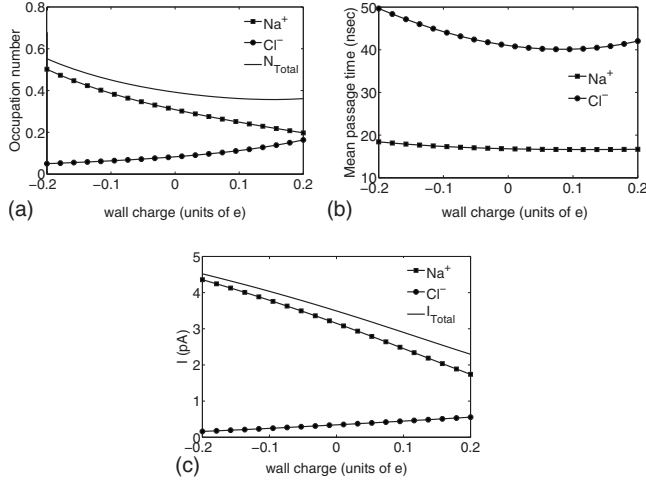 0.8
0.6
0.4
0.2
0
Occupation number
Na+
Cl−
N_Total
−0.2 −0.1 0 0.1 0.2
wall charge (units of e)
(a)
50
40
30
20
10
Mean passage time (nsec)
Na+
Cl−
−0.2 −0.1 0 0.1 0.2
wall charge (units of e)
(b)
5
4
3
2
1
0
I (pA)
Na+
Cl−
I_Total
−0.2 −0.1 0 0.1 0.2
wall charge (units of e)
(c)